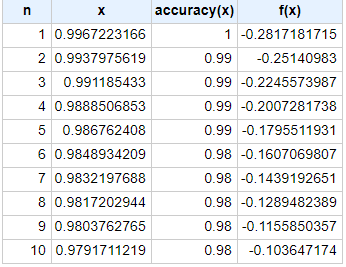 n x accuracy(x) f(x)
1 0.9967223166 1 -0.2817181715
2 0.9937975619 0.99 -0.25140983
3 0.991185433 0.99 -0.2245573987
4 0.9888506853 0.99 -0.2007281738
5 0.986762408 0.99 -0.1795511931
6 0.9848934209 0.98 -0.1607069807
7 0.9832197688 0.98 -0.1439192651
8 0.9817202944 0.98 -0.1289482389
9 0.9803762765 0.98 -0.1155850357
10 0.9791711219 0.98 -0.103647174